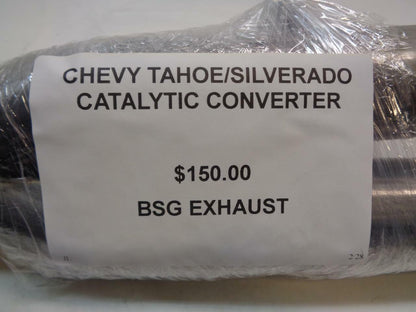 CHEVY TAHOE/SILVERADO
CATALYTIC CONVERTER
$150.00
BSG EXHAUST
2-28